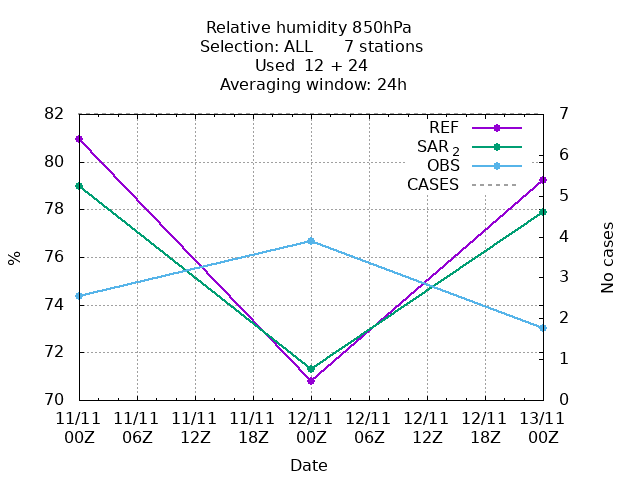 Relative humidity 850hPa
Selection: ALL      7 stations
Used  12 + 24
Averaging window: 24h
82
80
78
76
74
72
70
%
7
6
5
4
3
2
1
0
No cases
REF
SAR 2
OBS
CASES
11/11 11/11 11/11 11/11 12/11 12/11 12/11 12/11 13/11
00Z 06Z 12Z 18Z 00Z 06Z 12Z 18Z 00Z
Date